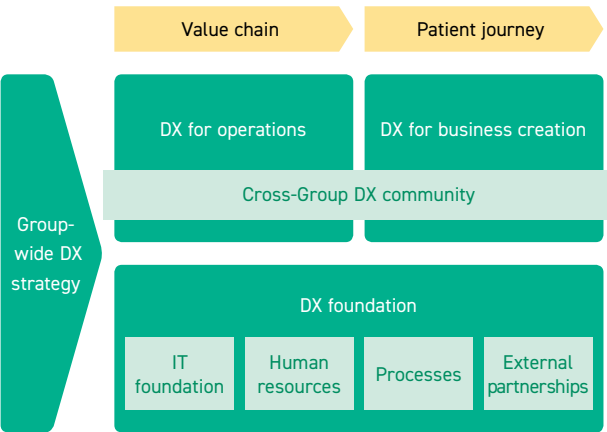 Value chain
Patient journey
DX for operations
DX for business creation
Cross-Group DX community
Group-
wide DX
strategy
DX foundation
IT
foundation
Human
resources
Processes
External
partnerships